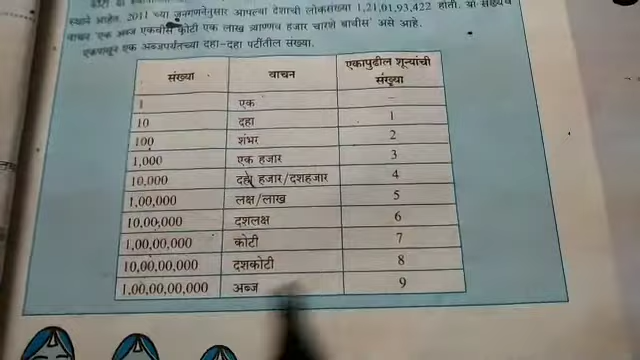 स्थाने आहेत. 2011 च्या जनगणनेनुसार आपल्या देशाची लोकसंख्या 1,21,01,93,422 होती. या संख्येचे
वाचन 'एक अब्ज एकवीस कोटी एक लाख त्र्याण्णव हजार चारशे बावीस' असे आहे.
एकपासून एक अब्जपर्यंतच्या दहा-दहा पटींतील संख्या.
संख्या वाचन एकापुढील शून्यांची संख्या
1 एक –
10 दहा 1
100 शंभर 2
1,000 एक हजार 3
10,000 दहा हजार/दशहजार 4
1,00,000 लक्ष/लाख 5
10,00,000 दशलक्ष 6
1,00,00,000 कोटी 7
10,00,00,000 दशकोटी 8
1,00,00,00,000 अब्ज 9